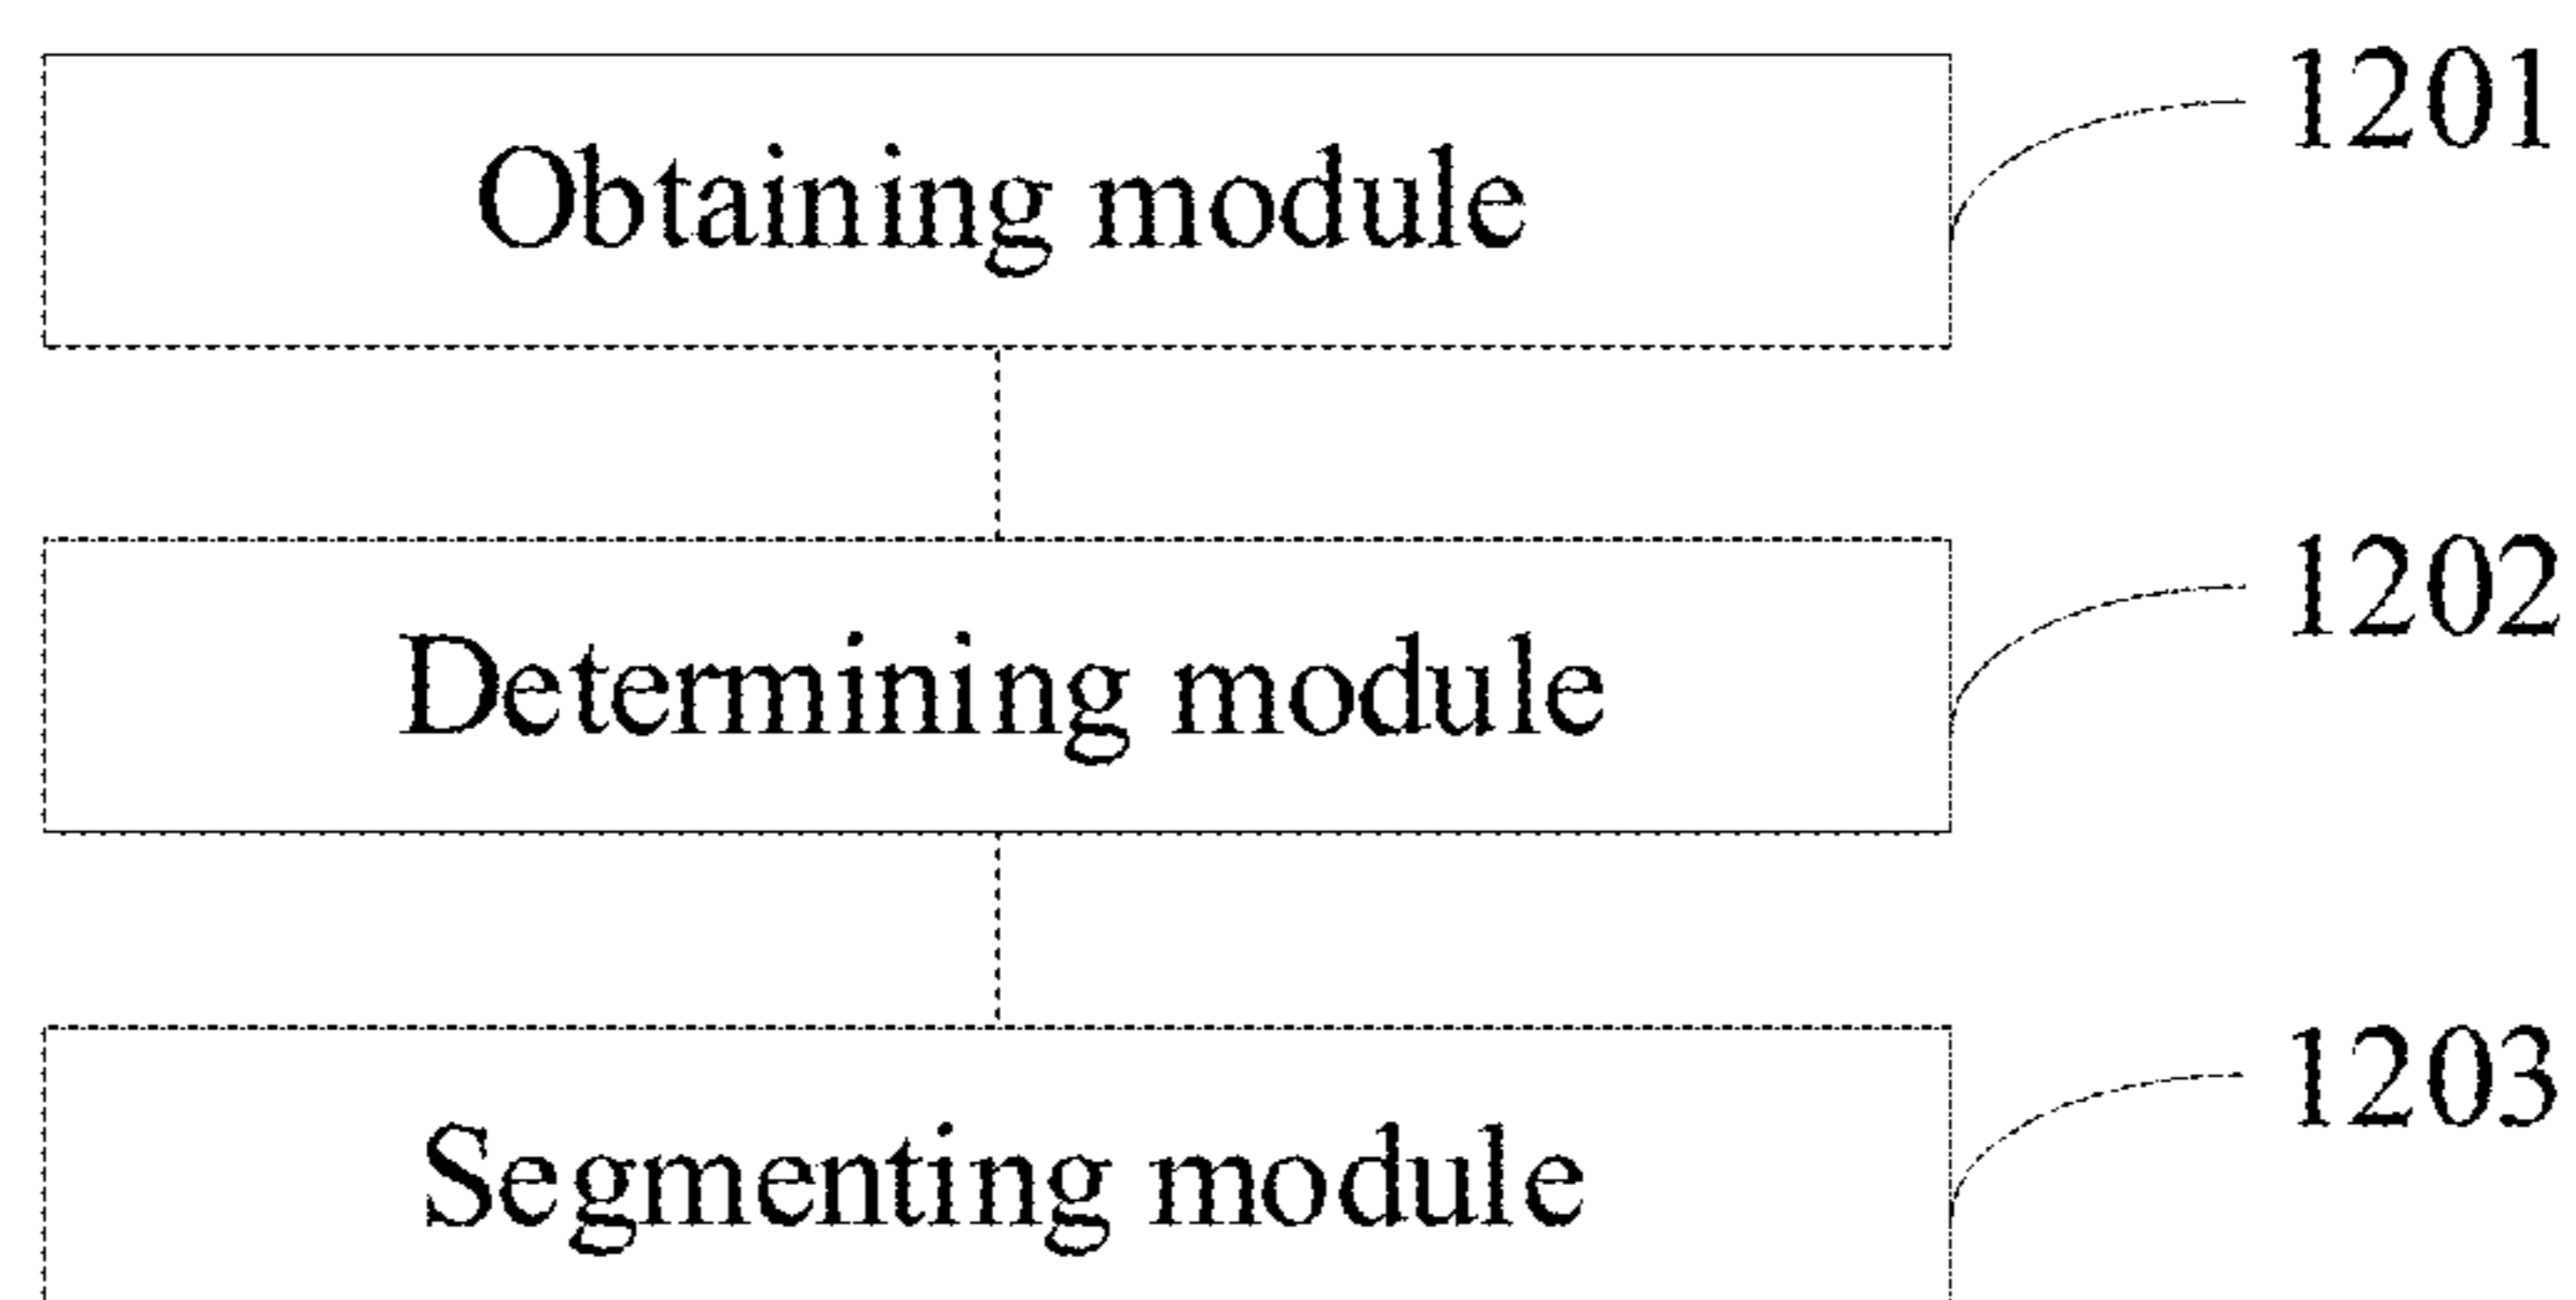 Obtaining module
1201
Determining module
1202
Segmenting module
1203